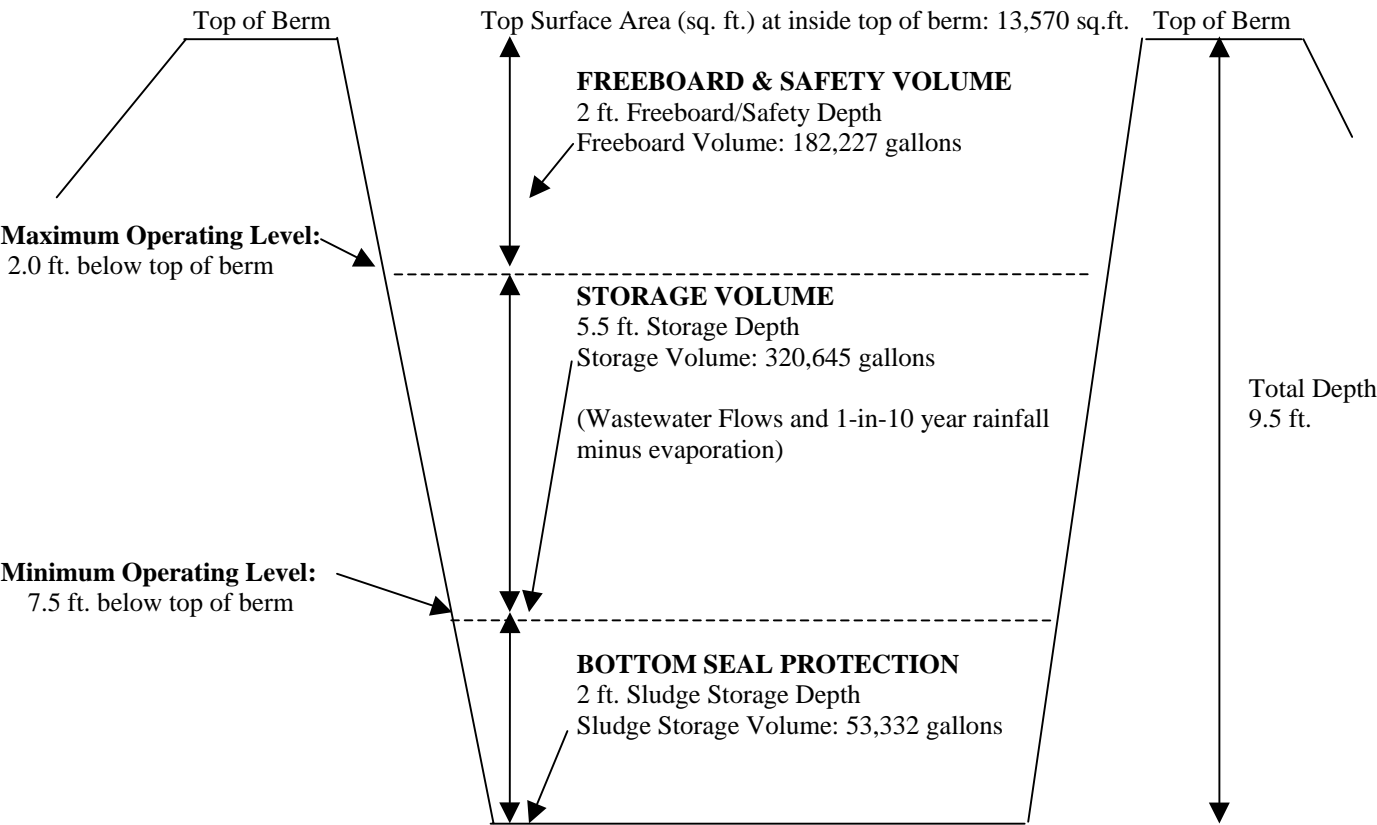 Top of Berm
Top Surface Area (sq. ft.) at inside top of berm: 13,570 sq.ft.
Top of Berm
FREEBOARD & SAFETY VOLUME
2 ft. Freeboard/Safety Depth
Freeboard Volume: 182,227 gallons
Maximum Operating Level:
2.0 ft. below top of berm
STORAGE VOLUME
5.5 ft. Storage Depth
Storage Volume: 320,645 gallons
(Wastewater Flows and 1-in-10 year rainfall
minus evaporation)
Total Depth
9.5 ft.
Minimum Operating Level:
7.5 ft. below top of berm
BOTTOM SEAL PROTECTION
2 ft. Sludge Storage Depth
Sludge Storage Volume: 53,332 gallons